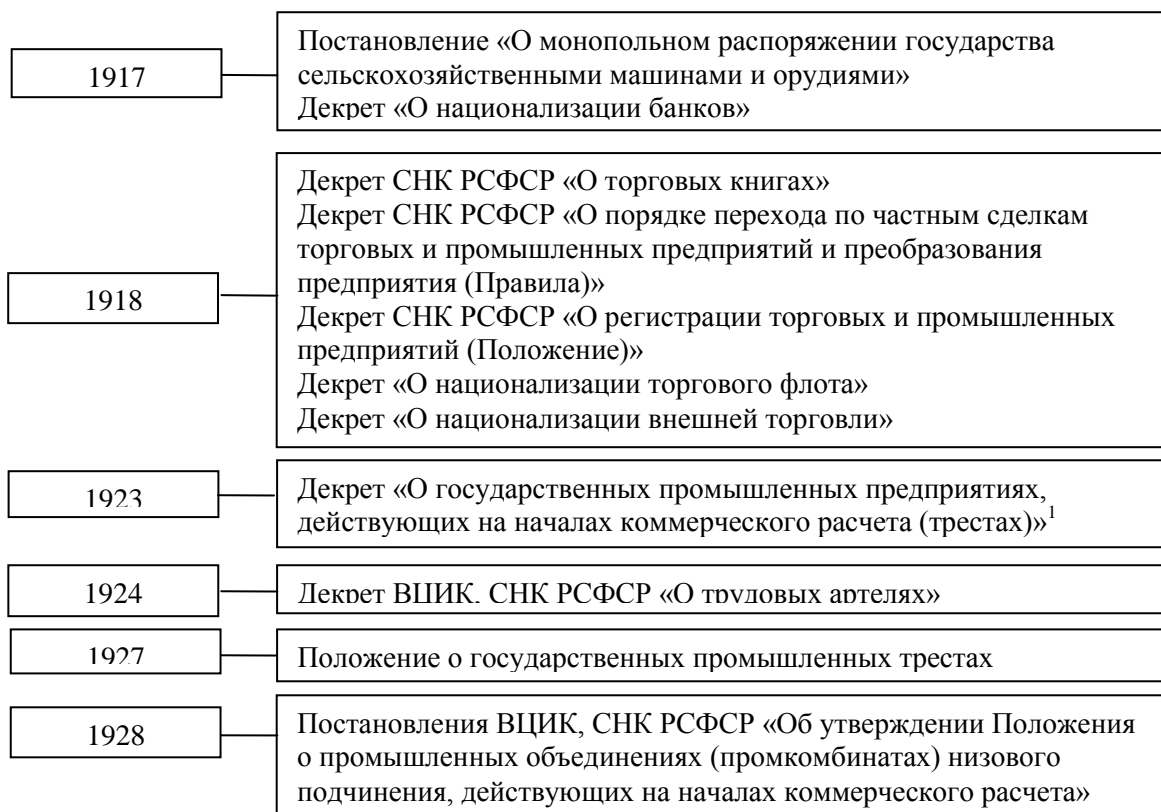 1917
Постановление «О монопольном распоряжении государства
сельскохозяйственными машинами и орудиями»
Декрет «О национализации банков»
1918
Декрет СНК РСФСР «О торговых книгах»
Декрет СНК РСФСР «О порядке перехода по частным сделкам
торговых и промышленных предприятий и преобразования
предприятия (Правила)»
Декрет СНК РСФСР «О регистрации торговых и промышленных
предприятий (Положение)»
Декрет «О национализации торгового флота»
Декрет «О национализации внешней торговли»
1923
Декрет «О государственных промышленных предприятиях,
действующих на началах коммерческого расчета (трестах)»¹
1924
Декрет ВЦИК, СНК РСФСР «О трудовых артелях»
1927
Положение о государственных промышленных трестах
1928
Постановления ВЦИК, СНК РСФСР «Об утверждении Положения
о промышленных объединениях (промкомбинатах) низового
подчинения, действующих на началах коммерческого расчета»